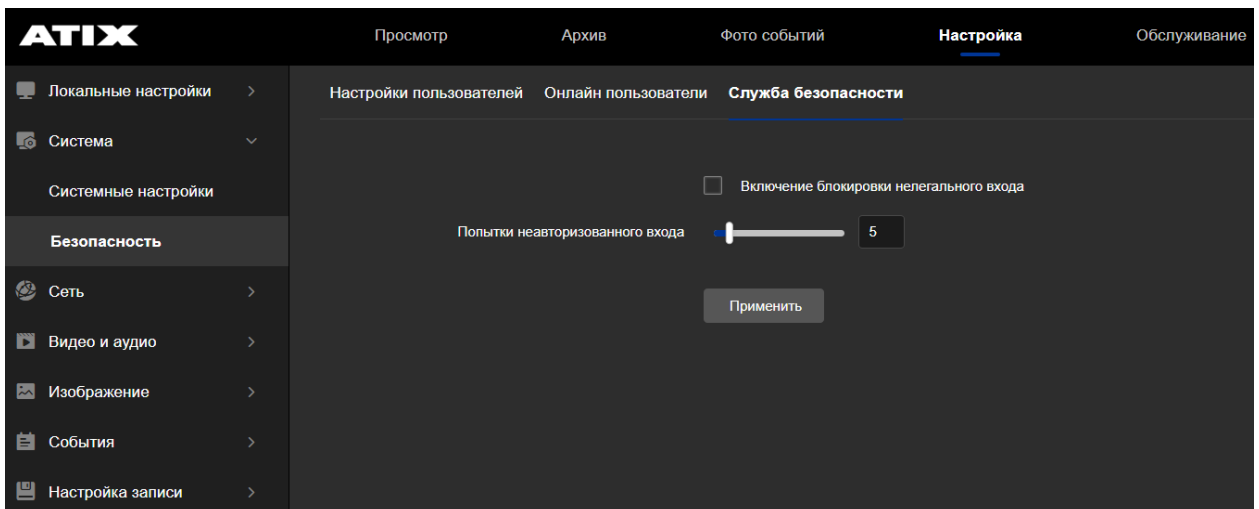 ATIX
Просмотр Архив Фото событий Настройка Обслуживание
Локальные настройки
Система
Системные настройки
Безопасность
Сеть
Видео и аудио
Изображение
События
Настройка записи
Настройки пользователей Онлайн пользователи Служба безопасности
Включение блокировки нелегального входа
Попытки неавторизованного входа 5
Применить